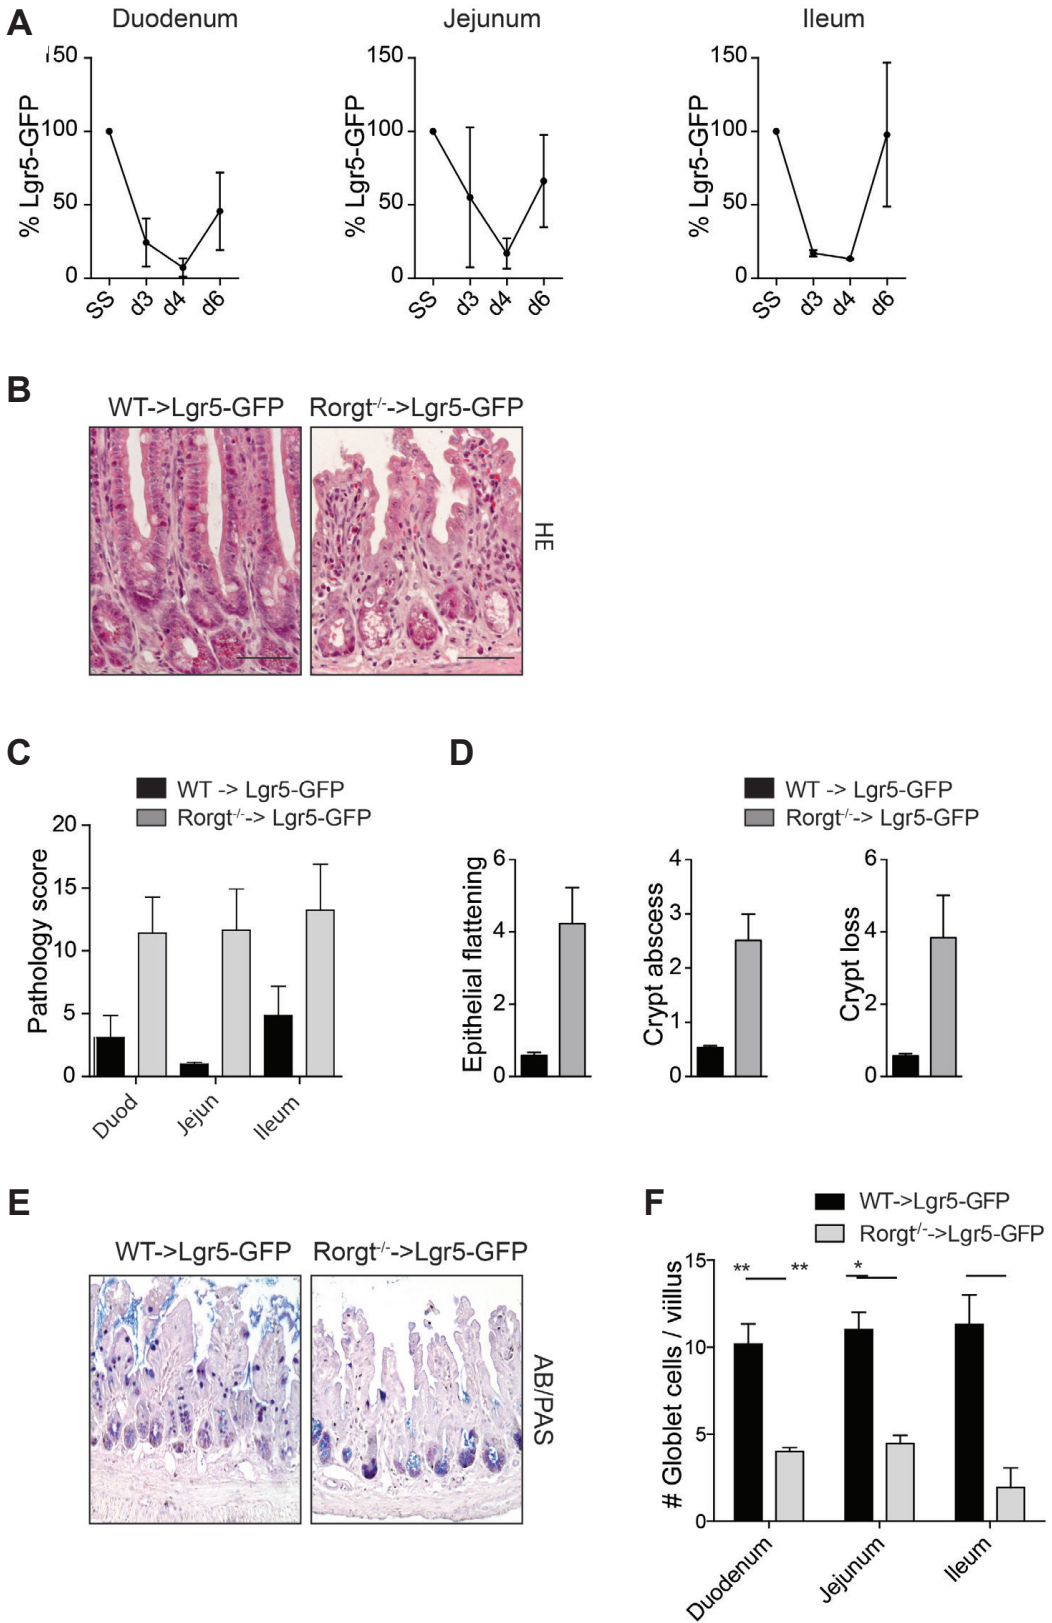 A
Duodenum
Jejunum
Ileum
% Lgr5-GFP
150
100
50
0
SS
d3
d4
d6
% Lgr5-GFP
150
100
50
0
SS
d3
d4
d6
% Lgr5-GFP
150
100
50
0
SS
d3
d4
d6
B
WT->Lgr5-GFP
Rorgt-/-->Lgr5-GFP
HE
C
WT -> Lgr5-GFP
Rorgt-/--> Lgr5-GFP
Pathology score
20
15
10
5
0
Duod
Jejun
Ileum
D
WT -> Lgr5-GFP
Rorgt-/--> Lgr5-GFP
Epithelial flattening
6
4
2
0
Crypt abscess
4
3
2
1
0
Crypt loss
6
4
2
0
E
WT->Lgr5-GFP
Rorgt-/-->Lgr5-GFP
AB/PAS
F
WT->Lgr5-GFP
Rorgt-/-->Lgr5-GFP
# Globlet cells / viillus
15
10
5
0
**
**
*
Duodenum
Jejunum
Ileum